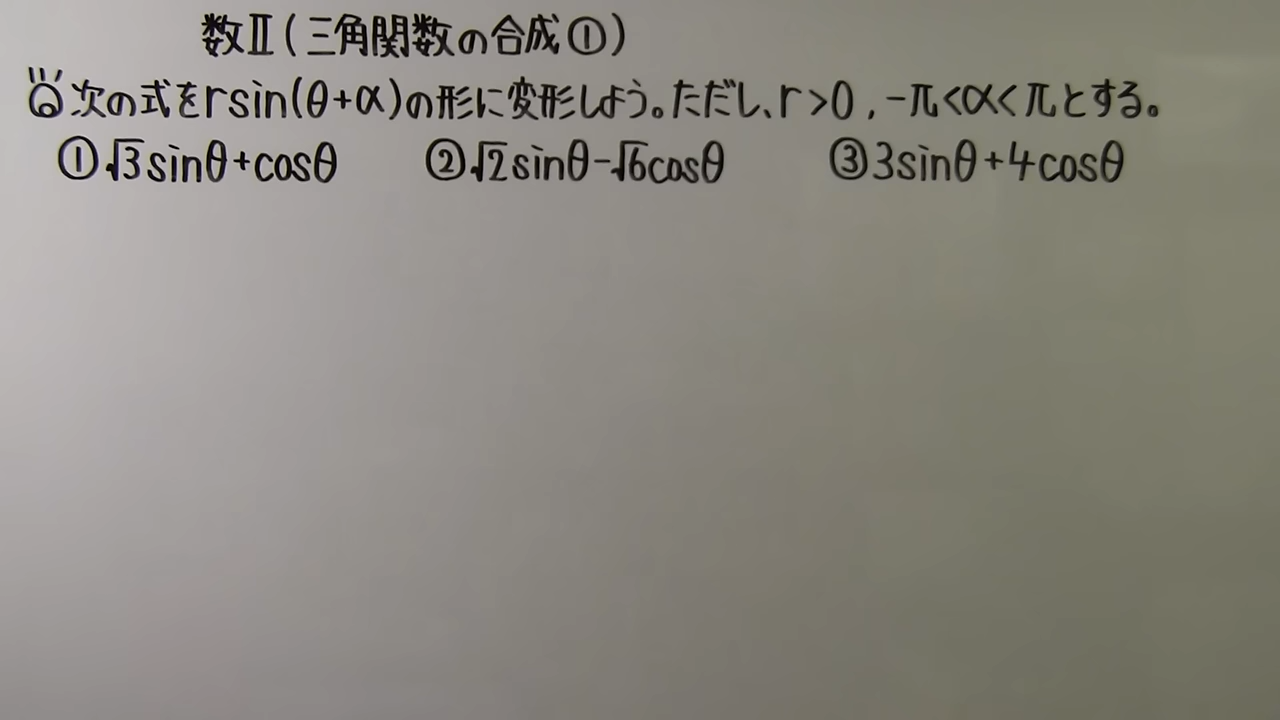 数Ⅱ(三角関数の合成①)
次の式をrsin(θ+α)の形に変形しよう。ただし、r>0, -π<α<πとする。
①√3sinθ+cosθ ②√2sinθ-√6cosθ ③3sinθ+4cosθ